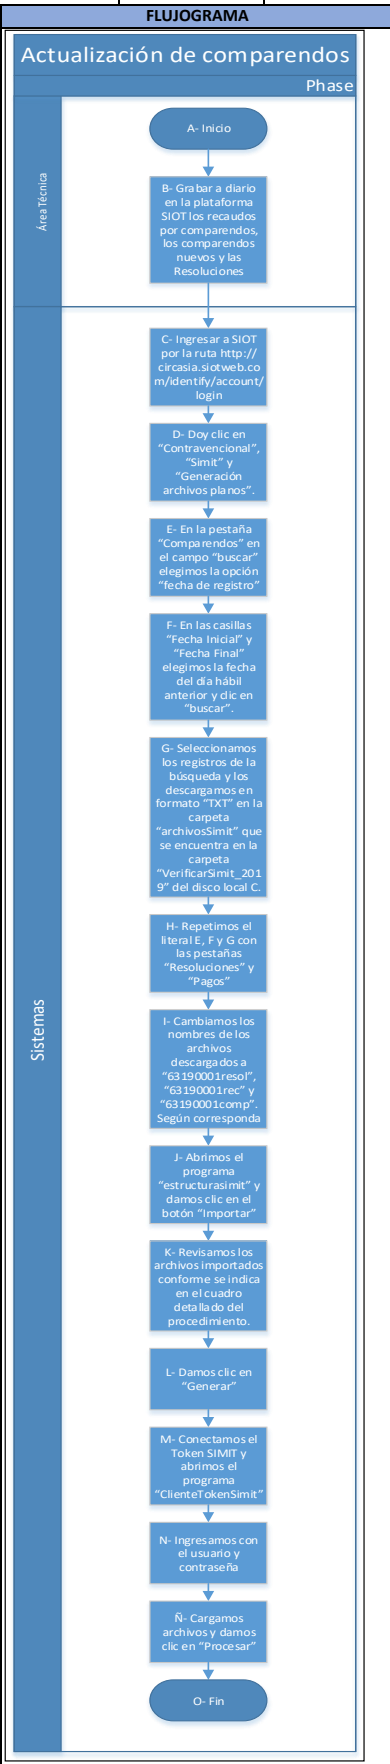 FLUJOGRAMA
Actualización de comparendos
Phase
Área Técnica
A- Inicio
B- Grabar a diario
en la plataforma
SIOT los recaudos
por comparendos,
los comparendos
nuevos y las
Resoluciones
Sistemas
C- Ingresar a SIOT
por la ruta http://
circasia.siotweb.co
m/identify/account/
login
D- Doy clic en
“Contravencional”,
“Simit” y
“Generación
archivos planos”.
E- En la pestaña
“Comparendos” en
el campo “buscar”
elegimos la opción
“fecha de registro”
F- En las casillas
“Fecha Inicial” y
“Fecha Final”
elegimos la fecha
del día hábil
anterior y clic en
“buscar”.
G- Seleccionamos
los registros de la
búsqueda y los
descargamos en
formato “TXT” en la
carpeta
“archivosSimit” que
se encuentra en la
carpeta
“VerificarSimit_201
9” del disco local C.
H- Repetimos el
literal E, F y G con
las pestañas
“Resoluciones” y
“Pagos”
I- Cambiamos los
nombres de los
archivos
descargados a
“63190001resol”,
“63190001rec” y
“63190001comp”.
Según corresponda
J- Abrimos el
programa
“estructurasimit” y
damos clic en el
botón “Importar”
K- Revisamos los
archivos importados
conforme se indica
en el cuadro
detallado del
procedimiento.
L- Damos clic en
“Generar”
M- Conectamos el
Token SIMIT y
abrimos el
programa
“ClienteTokenSimit”
N- Ingresamos con
el usuario y
contraseña
Ñ- Cargamos
archivos y damos
clic en “Procesar”
O- Fin